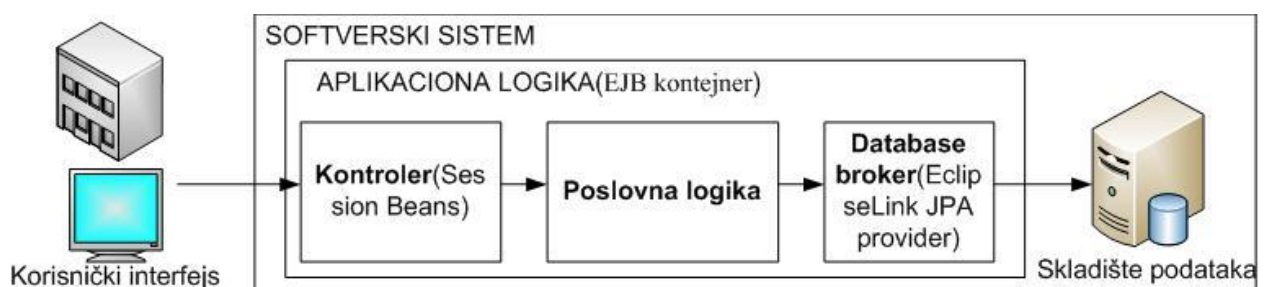 SOFTVERSKI SISTEM
APLIKACIONA LOGIKA(EJB kontejner)
Kontroler(Ses
sion Beans)
Poslovna logika
Database
broker(Eclip
seLink JPA
provider)
Korisnički interfejs
Skladište podataka